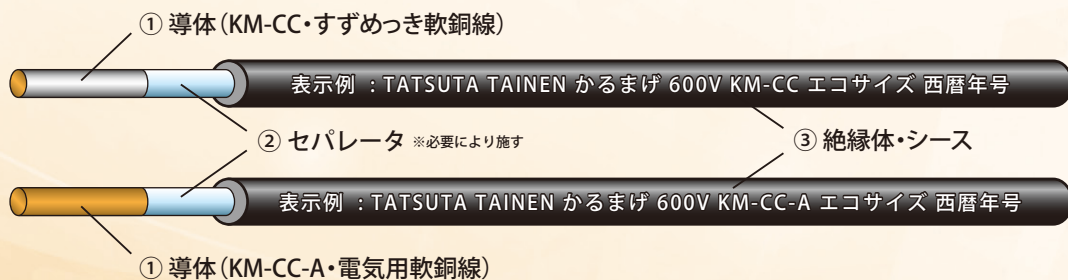 ① 導体(KM-CC・すずめっき軟銅線)
表示例 : TATSUTA TAINEN かるまげ 600V KM-CC エコサイズ 西暦年号
② セパレータ ※必要により施す
③ 絶縁体・シース
表示例 : TATSUTA TAINEN かるまげ 600V KM-CC-A エコサイズ 西暦年号
① 導体(KM-CC-A・電気用軟銅線)